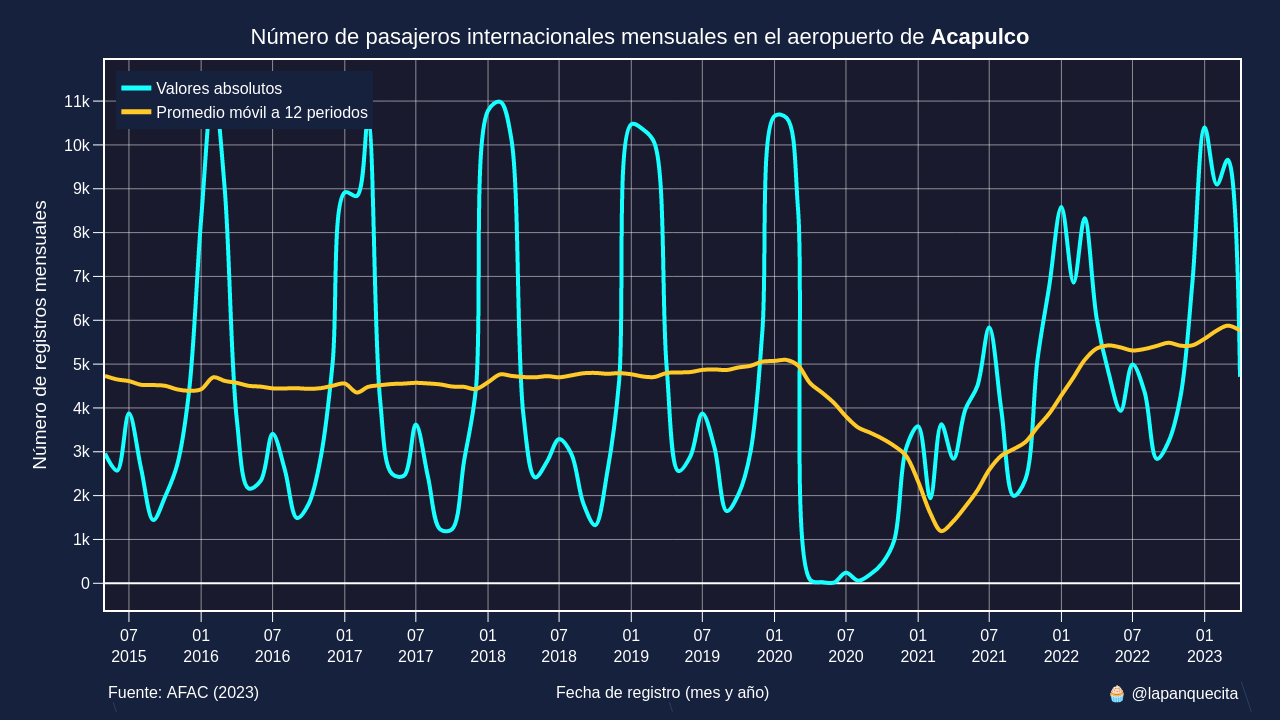 Número de pasajeros internacionales mensuales en el aeropuerto de Acapulco
Valores absolutos
Promedio móvil a 12 periodos
Número de registros mensuales
11k
10k
9k
8k
7k
6k
5k
4k
3k
2k
1k
0
07 01 07 01 07 01 07 01 07 01 07 01 07 01 07 01
2015 2016 2016 2017 2017 2018 2018 2019 2019 2020 2020 2021 2021 2022 2022 2023
Fuente: AFAC (2023)
Fecha de registro (mes y año)
🧁 @lapanquecita